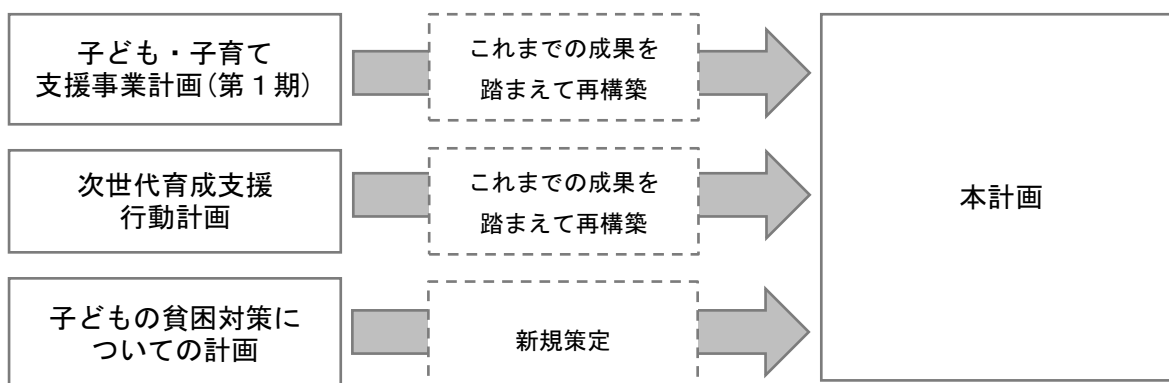 子ども・子育て
支援事業計画(第１期)
これまでの成果を
踏まえて再構築
次世代育成支援
行動計画
これまでの成果を
踏まえて再構築
本計画
子どもの貧困対策に
ついての計画
新規策定